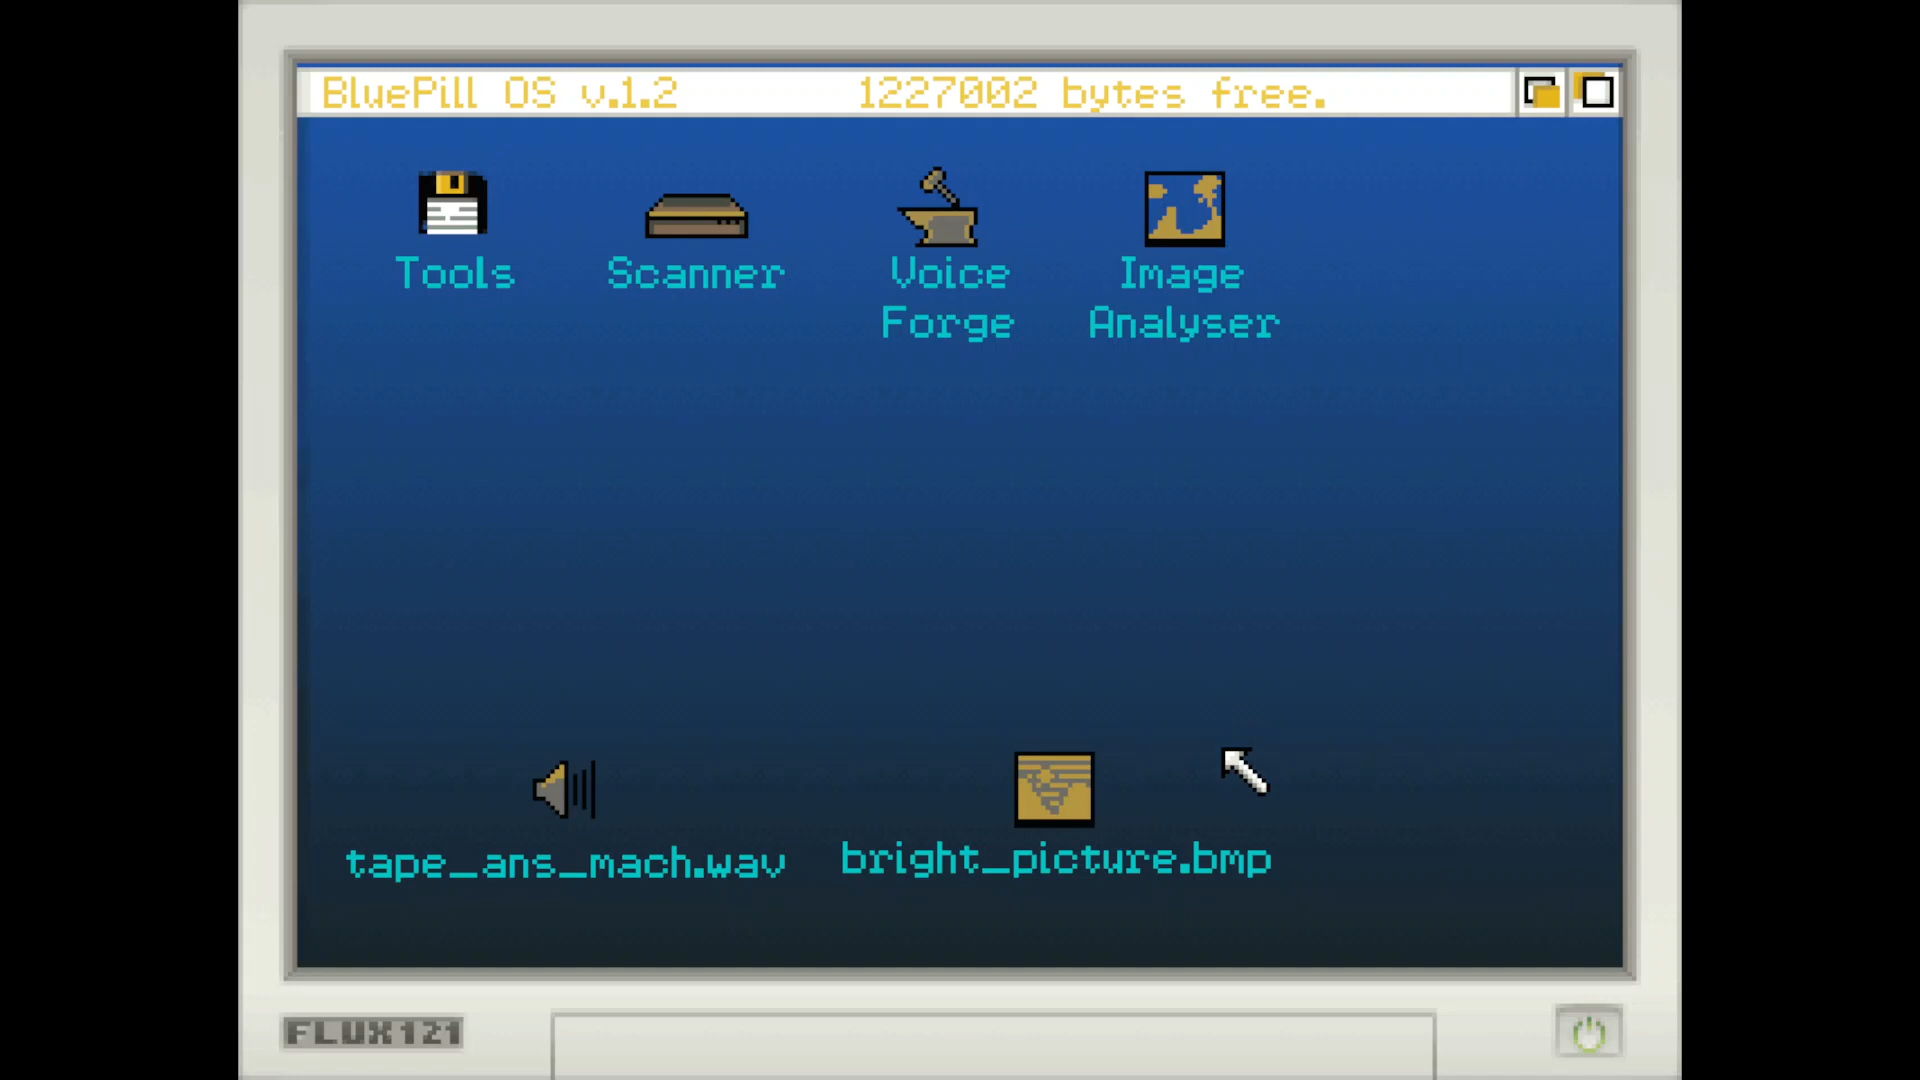 BluePill OS v.1.2 1227002 bytes free.
Tools
Scanner
Voice
Forge
Image
Analyser
tape_ans_mach.wav
bright_picture.bmp
FLUX121